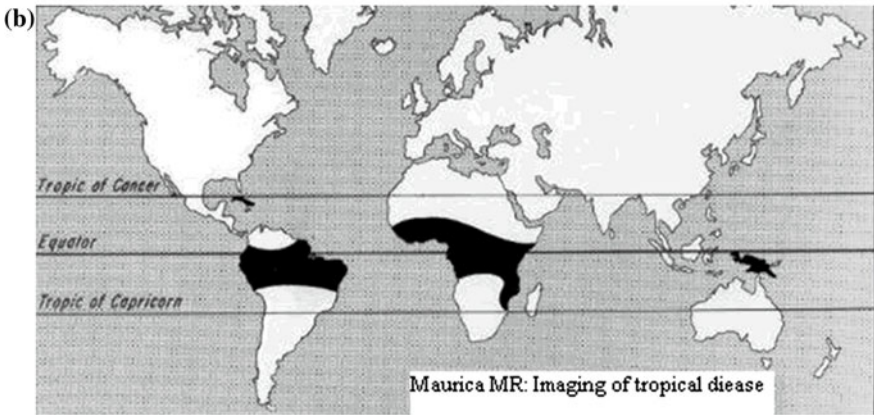 (b)
Tropic of Cancer
Equator
Tropic of Capricorn
Maurica MR: Imaging of tropical diease